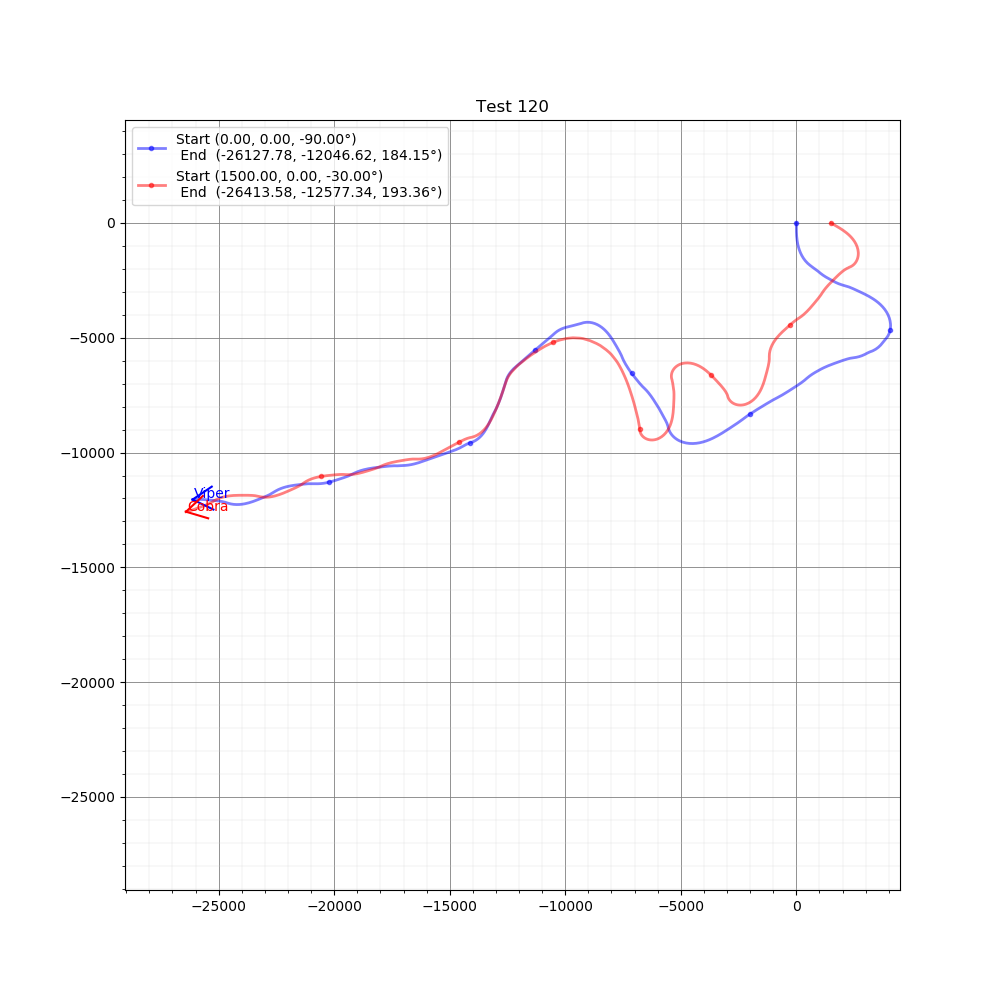 Test 120
Start (0.00, 0.00, -90.00°)
End  (-26127.78, -12046.62, 184.15°)
Start (1500.00, 0.00, -30.00°)
End  (-26413.58, -12577.34, 193.36°)
0
−5000
−10000
−15000
−20000
−25000
Viper
Cobra
−25000
−20000
−15000
−10000
−5000
0